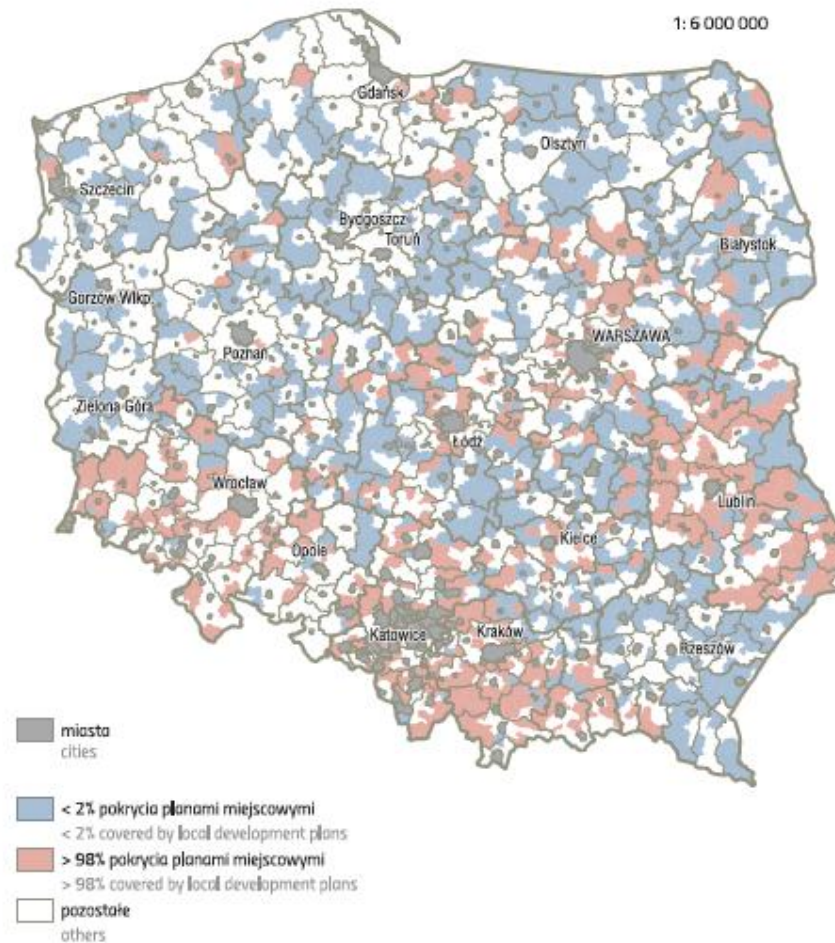 1: 6 000 000
Gdańsk
Olsztyn
Szczecin
Bydgoszcz
Toruń
Białystok
Gorzów Wlkp.
WARSZAWA
Poznań
Zielona Góra
Łódź
Wrocław
Lublin
Opole
Kielce
Katowice
Kraków
Rzeszów
miasta
cities
< 2% pokrycia planami miejscowymi
< 2% covered by local development plans
> 98% pokrycia planami miejscowymi
> 98% covered by local development plans
pozostałe
others